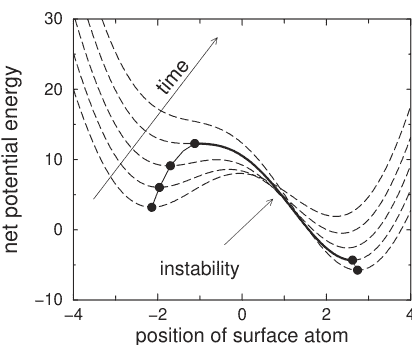 net potential energy
30
20
10
0
−10
time
instability
−4
−2
0
2
4
position of surface atom